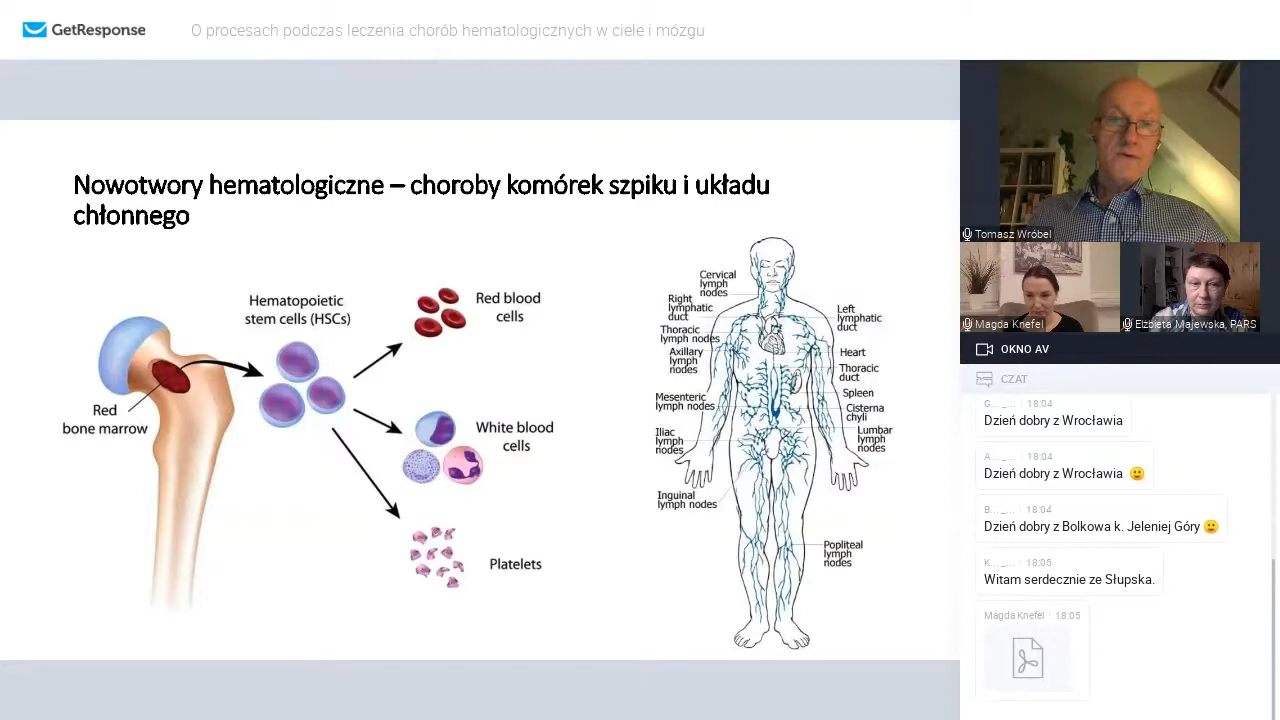 GetResponse
O procesach podczas leczenia chorób hematologicznych w ciele i mózgu
Nowotwory hematologiczne – choroby komórek szpiku i układu
chłonnego
Hematopoietic
stem cells (HSCs)
Red blood
cells
Red
bone marrow
White blood
cells
Platelets
Cervical
lymph
nodes
Right
lymphatic
duct
Thoracic
lymph nodes
Axillary
lymph
nodes
Mesenteric
lymph nodes
Iliac
lymph
nodes
Inguinal
lymph nodes
Left
lymphatic
duct
Heart
Thoracic
duct
Spleen
Cisterna
chyli
Lumbar
lymph
nodes
Popliteal
lymph
nodes
Tomasz Wróbel
Magda Knefel
Elżbieta Majewska, PARS
OKNO AV
CZAT
G... _... 18:04
Dzień dobry z Wrocławia
A... _... 18:04
Dzień dobry z Wrocławia 🙂
B... _... 18:04
Dzień dobry z Bolkowa k. Jeleniej Góry 🙂
K... _... 18:05
Witam serdecznie ze Słupska.
Magda Knefel 18:05